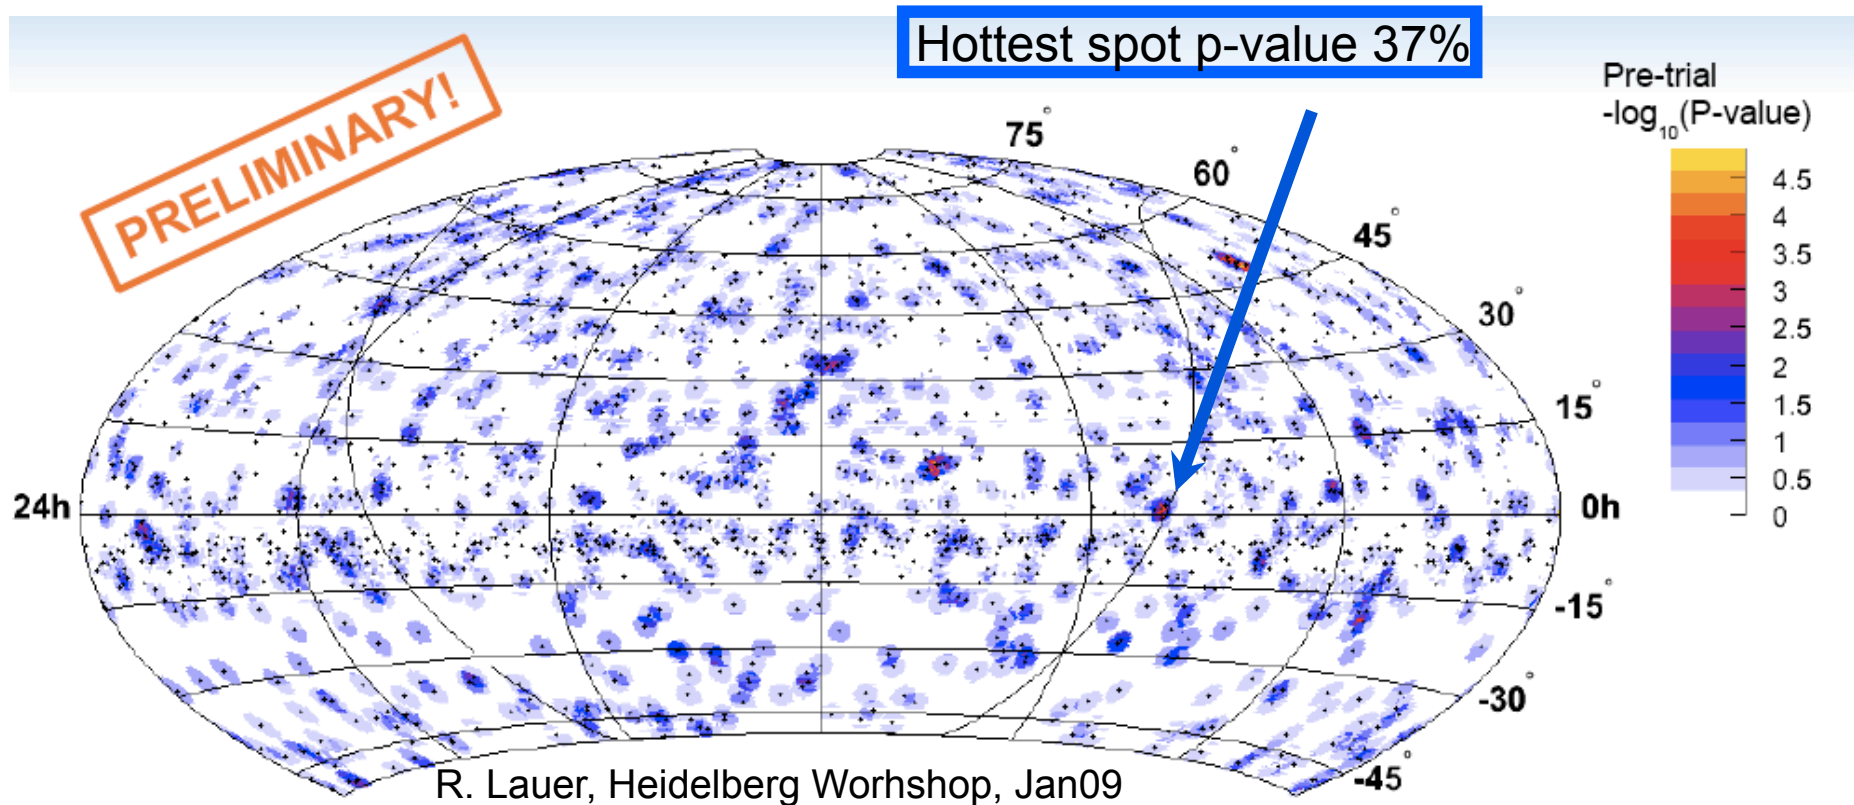 Hottest spot p-value 37%
PRELIMINARY!
Pre-trial
-log10(P-value)
75°
60°
45°
30°
15°
24h
0h
-15°
-30°
-45°
4.5
4
3.5
3
2.5
2
1.5
1
0.5
0
R. Lauer, Heidelberg Worhshop, Jan09